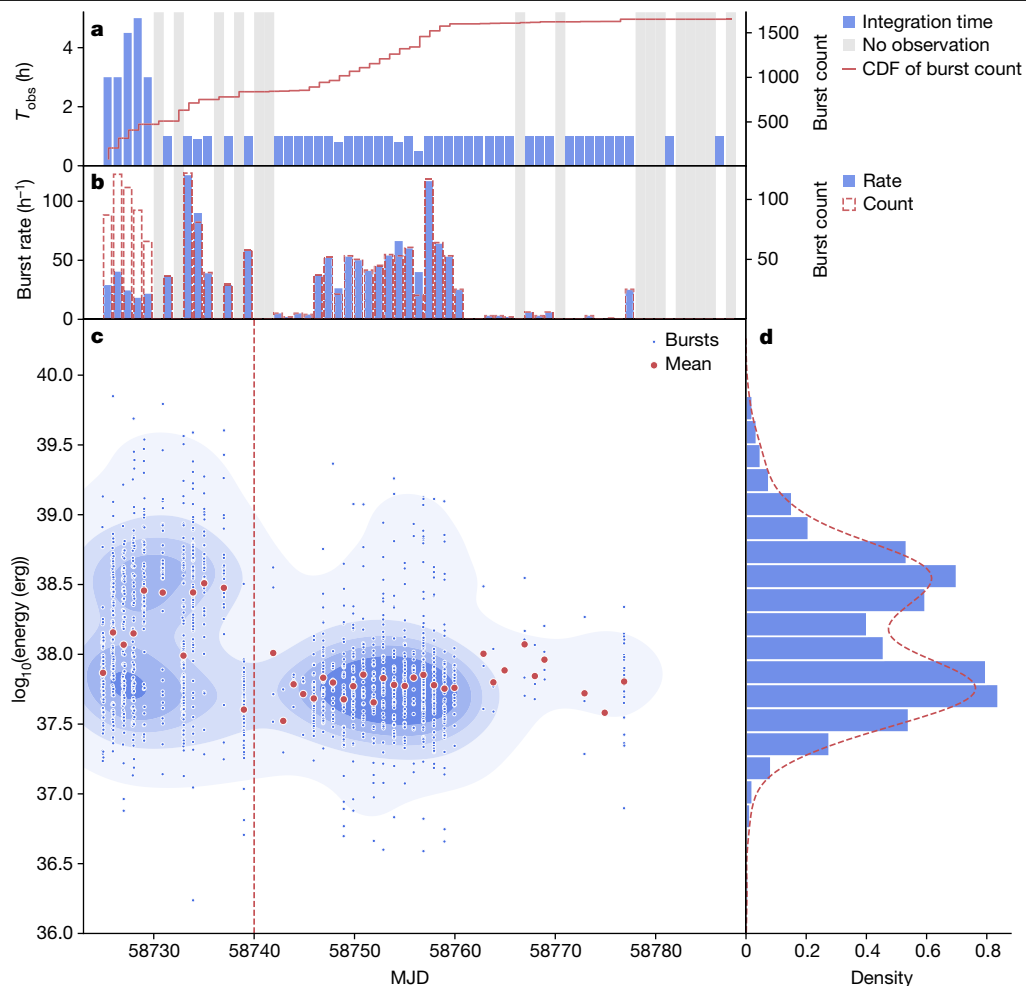 a
T_obs (h)
4
2
0
1500
1000
500
Burst count
Integration time
No observation
CDF of burst count
b
Burst rate (h⁻¹)
100
50
0
100
50
Burst count
Rate
Count
c
Bursts
Mean
log₁₀(energy (erg))
40.0
39.5
39.0
38.5
38.0
37.5
37.0
36.5
36.0
58730 58740 58750 58760 58770 58780
MJD
d
0 0.2 0.4 0.6 0.8
Density